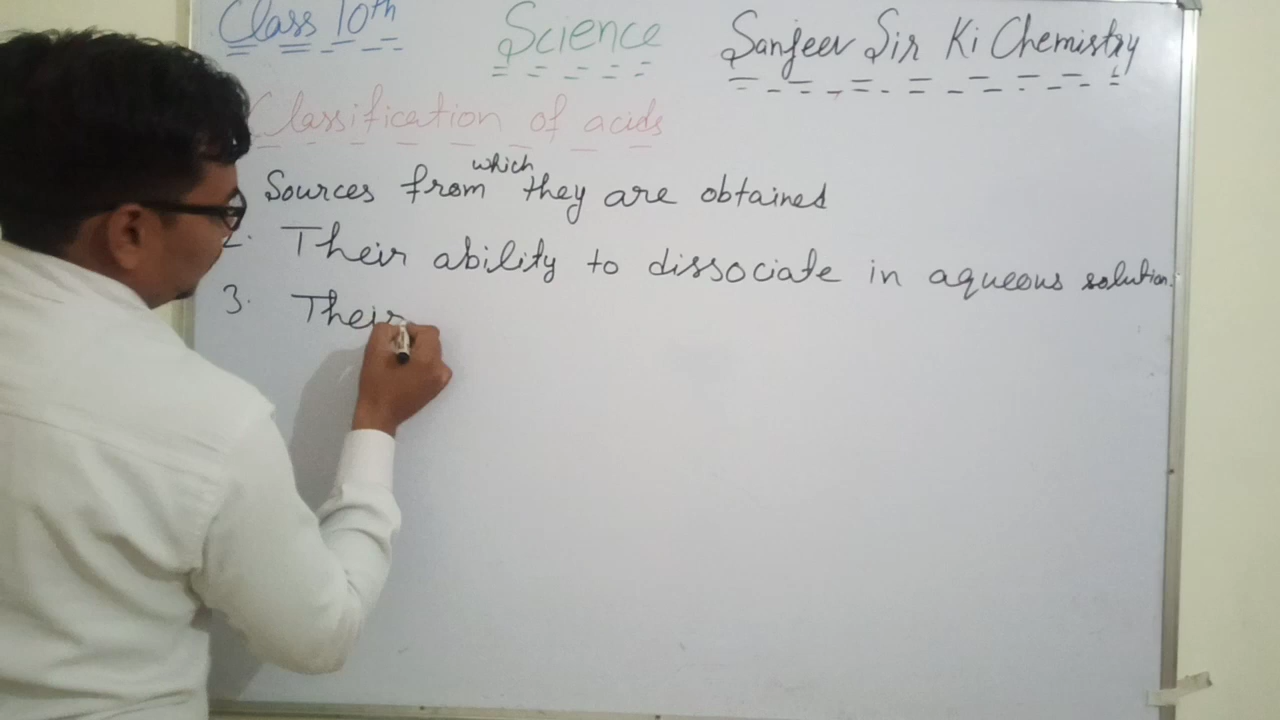 Class 10th Science Sanjeev Sir Ki Chemistry
Classification of acids
Sources from which they are obtained
2. Their ability to dissociate in aqueous solution.
3. Their